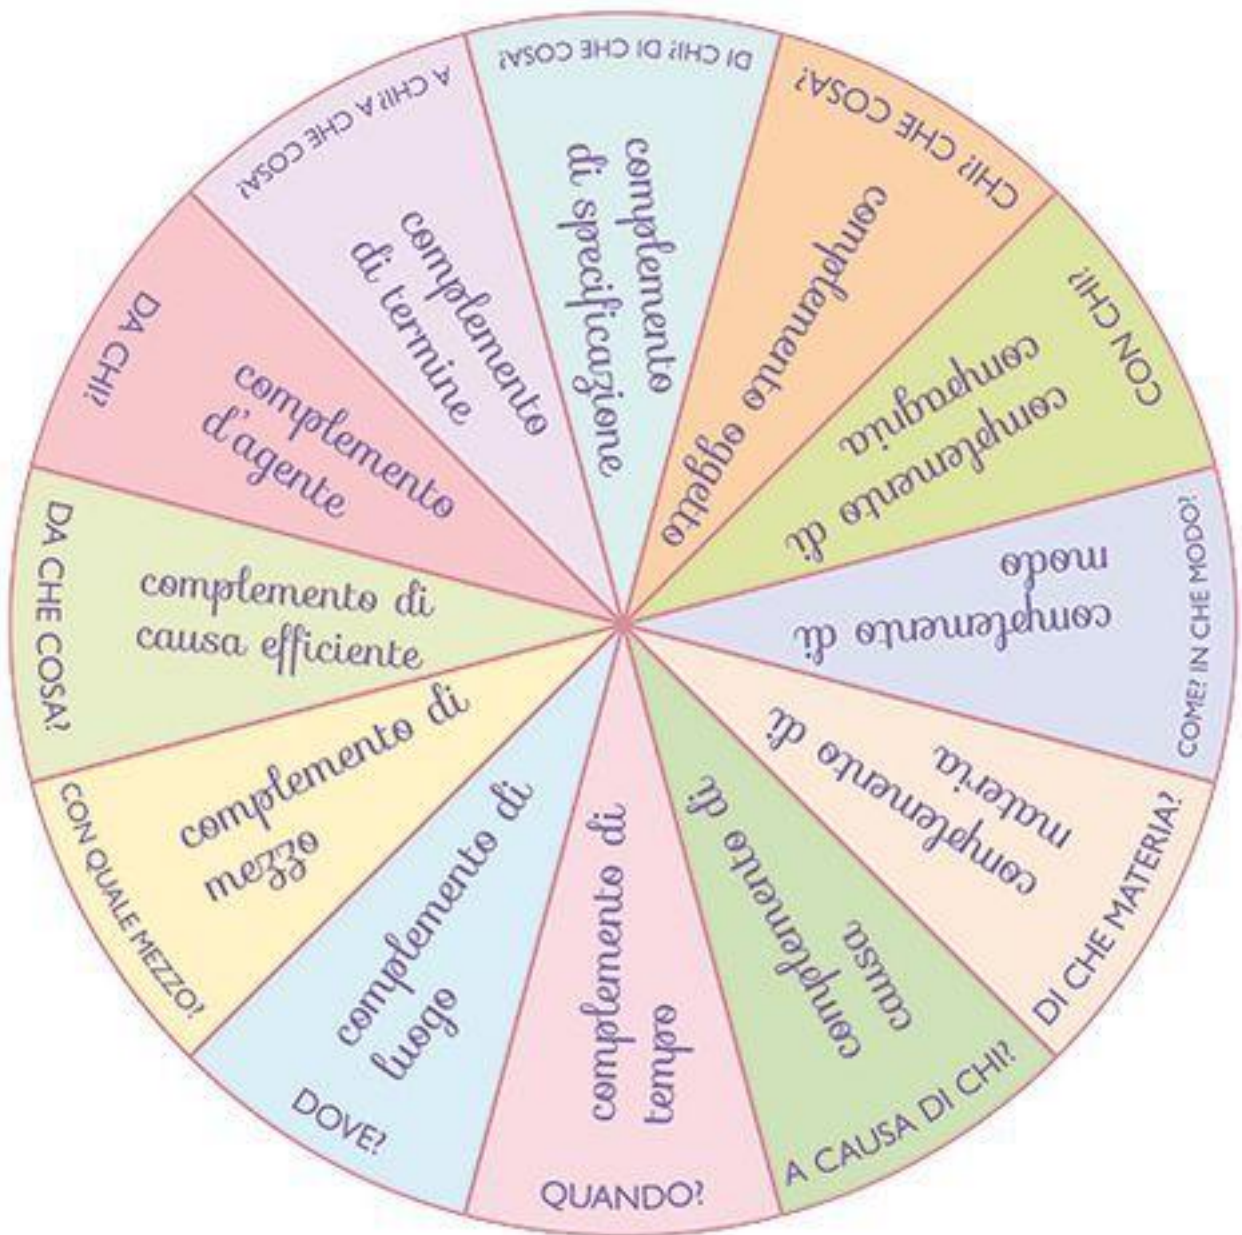 DI CHI? DI CHE COSA?
complemento
di specificazione
CHI? CHE COSA?
complemento oggetto
CON CHI?
complemento di
compagnia
COME? IN CHE MODO?
complemento di
modo
DI CHE MATERIA?
complemento di
materia
A CAUSA DI CHI?
complemento di
causa
QUANDO?
complemento di
tempo
DOVE?
complemento di
luogo
CON QUALE MEZZO?
complemento di
mezzo
DA CHE COSA?
complemento di
causa efficiente
DA CHI?
complemento
d'agente
A CHI? A CHE COSA?
complemento
di termine